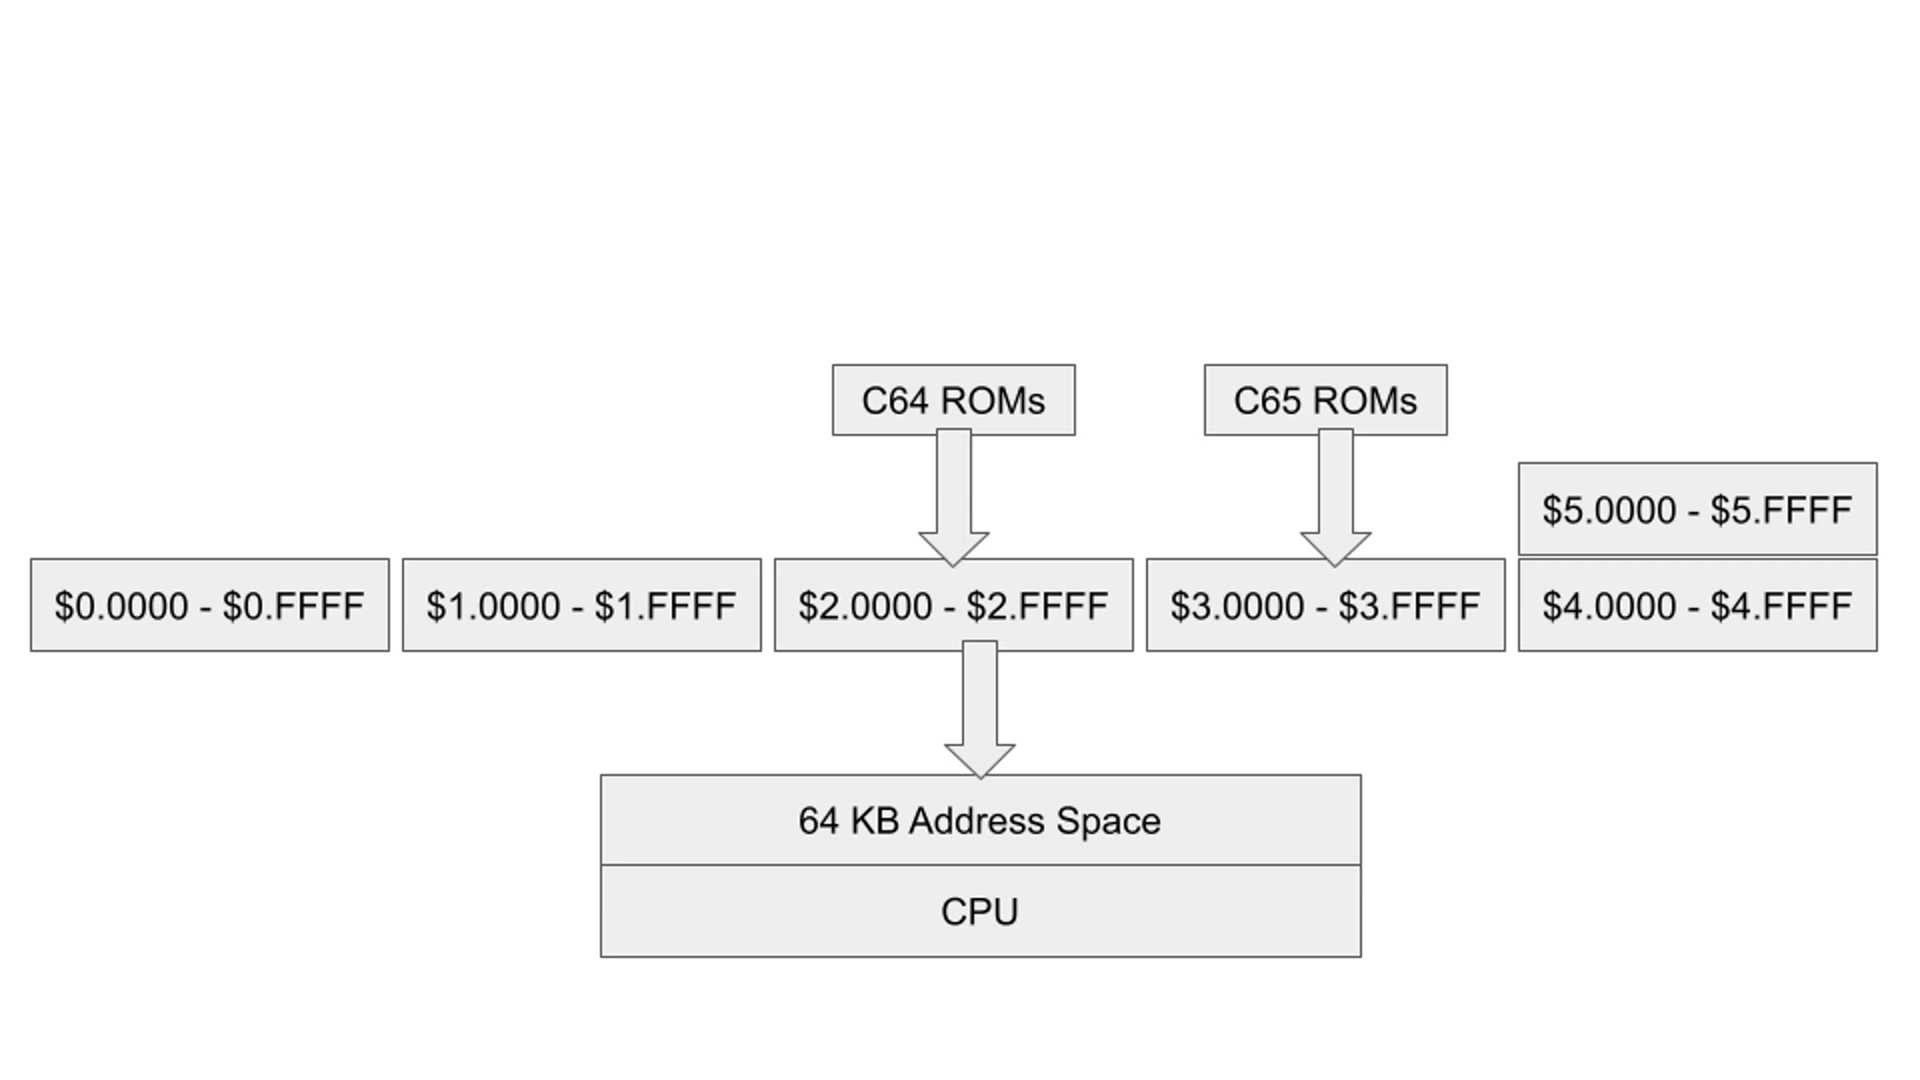 C64 ROMs
C65 ROMs
$5.0000 - $5.FFFF
$0.0000 - $0.FFFF
$1.0000 - $1.FFFF
$2.0000 - $2.FFFF
$3.0000 - $3.FFFF
$4.0000 - $4.FFFF
64 KB Address Space
CPU